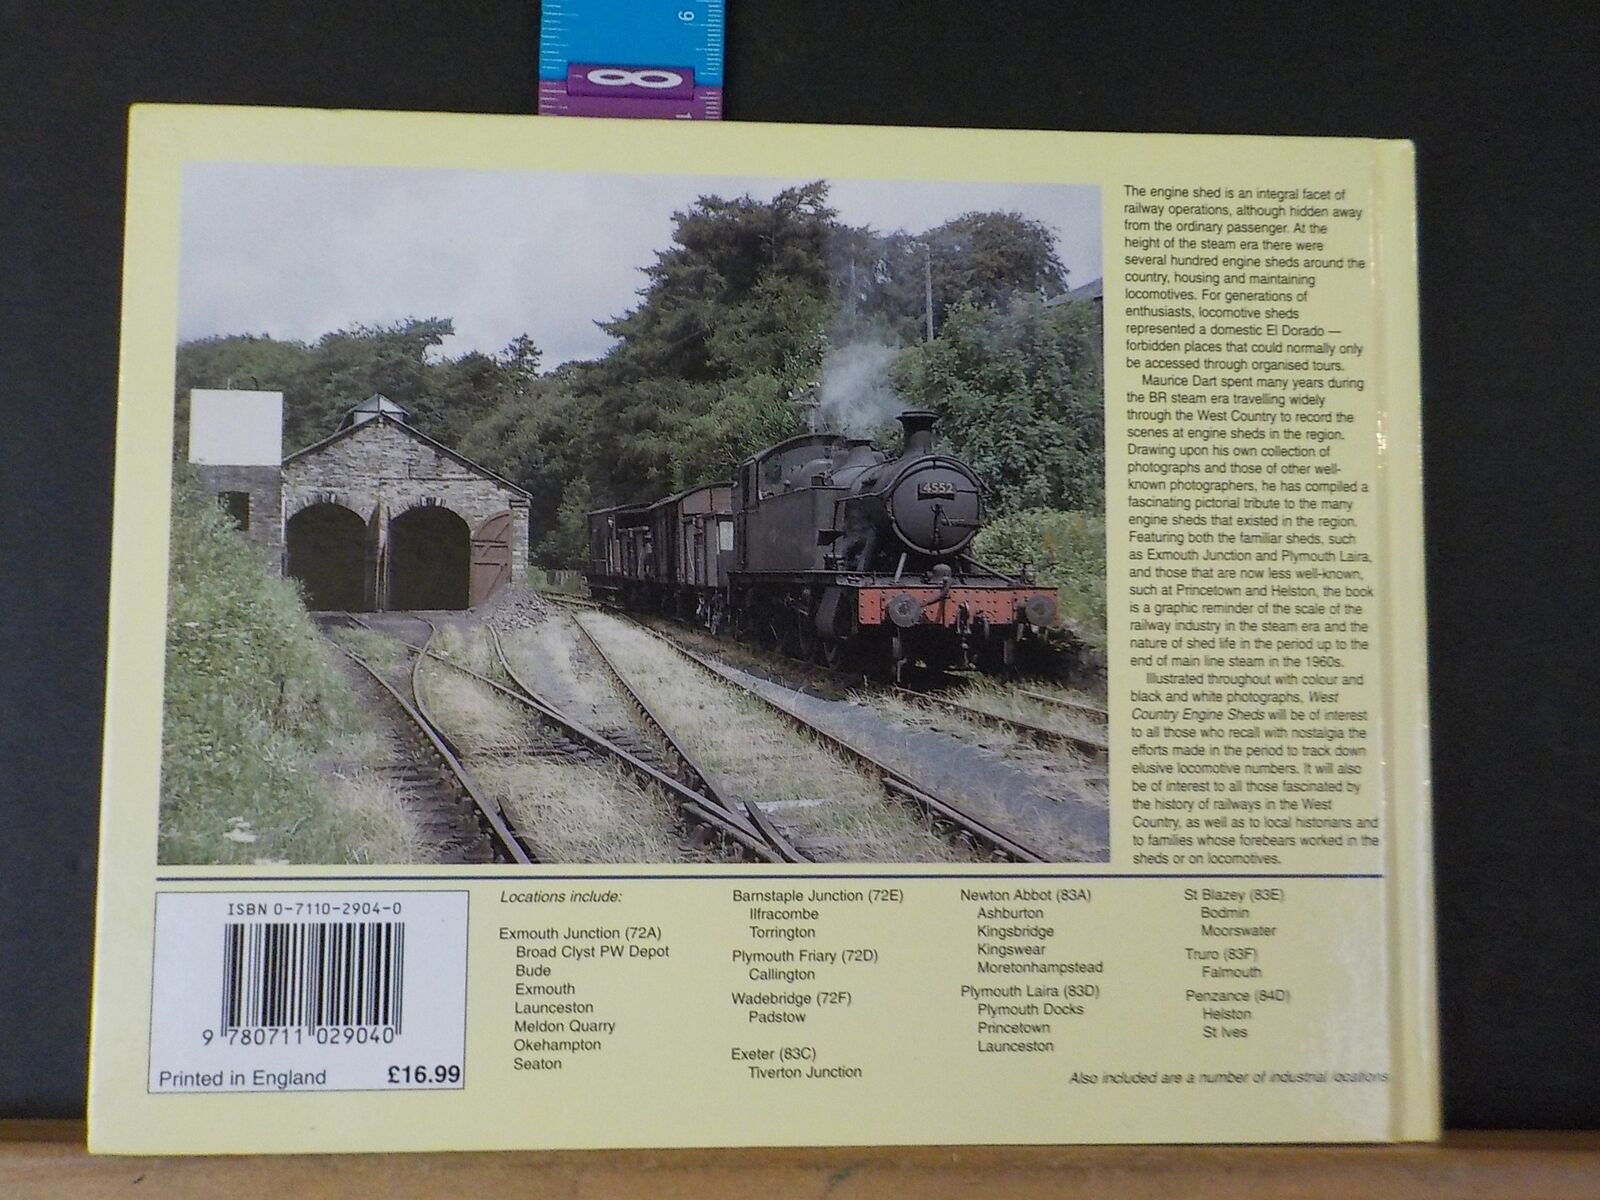 9
8
1
4552
The engine shed is an integral facet of
railway operations, although hidden away
from the ordinary passenger. At the
height of the steam era there were
several hundred engine sheds around the
country, housing and maintaining
locomotives. For generations of
enthusiasts, locomotive sheds
represented a domestic El Dorado —
forbidden places that could normally only
be accessed through organised tours.
Maurice Dart spent many years during
the BR steam era travelling widely
through the West Country to record the
scenes at engine sheds in the region.
Drawing upon his own collection of
photographs and those of other well-
known photographers, he has compiled a
fascinating pictorial tribute to the many
engine sheds that existed in the region.
Featuring both the familiar sheds, such
as Exmouth Junction and Plymouth Laira,
and those that are now less well-known,
such at Princetown and Helston, the book
is a graphic reminder of the scale of the
railway industry in the steam era and the
nature of shed life in the period up to the
end of main line steam in the 1960s.
Illustrated throughout with colour and
black and white photographs, West
Country Engine Sheds will be of interest
to all those who recall with nostalgia the
efforts made in the period to track down
elusive locomotive numbers. It will also
be of interest to all those fascinated by
the history of railways in the West
Country, as well as to local historians and
to families whose forebears worked in the
sheds or on locomotives.
ISBN 0-7110-2904-0
9 780711 029040
Printed in England £16.99
Locations include:
Exmouth Junction (72A)
Broad Clyst PW Depot
Bude
Exmouth
Launceston
Meldon Quarry
Okehampton
Seaton
Barnstaple Junction (72E)
Ilfracombe
Torrington
Plymouth Friary (72D)
Callington
Wadebridge (72F)
Padstow
Exeter (83C)
Tiverton Junction
Newton Abbot (83A)
Ashburton
Kingsbridge
Kingswear
Moretonhampstead
Plymouth Laira (83D)
Plymouth Docks
Princetown
Launceston
St Blazey (83E)
Bodmin
Moorswater
Truro (83F)
Falmouth
Penzance (84D)
Helston
St Ives
Also included are a number of industrial locations